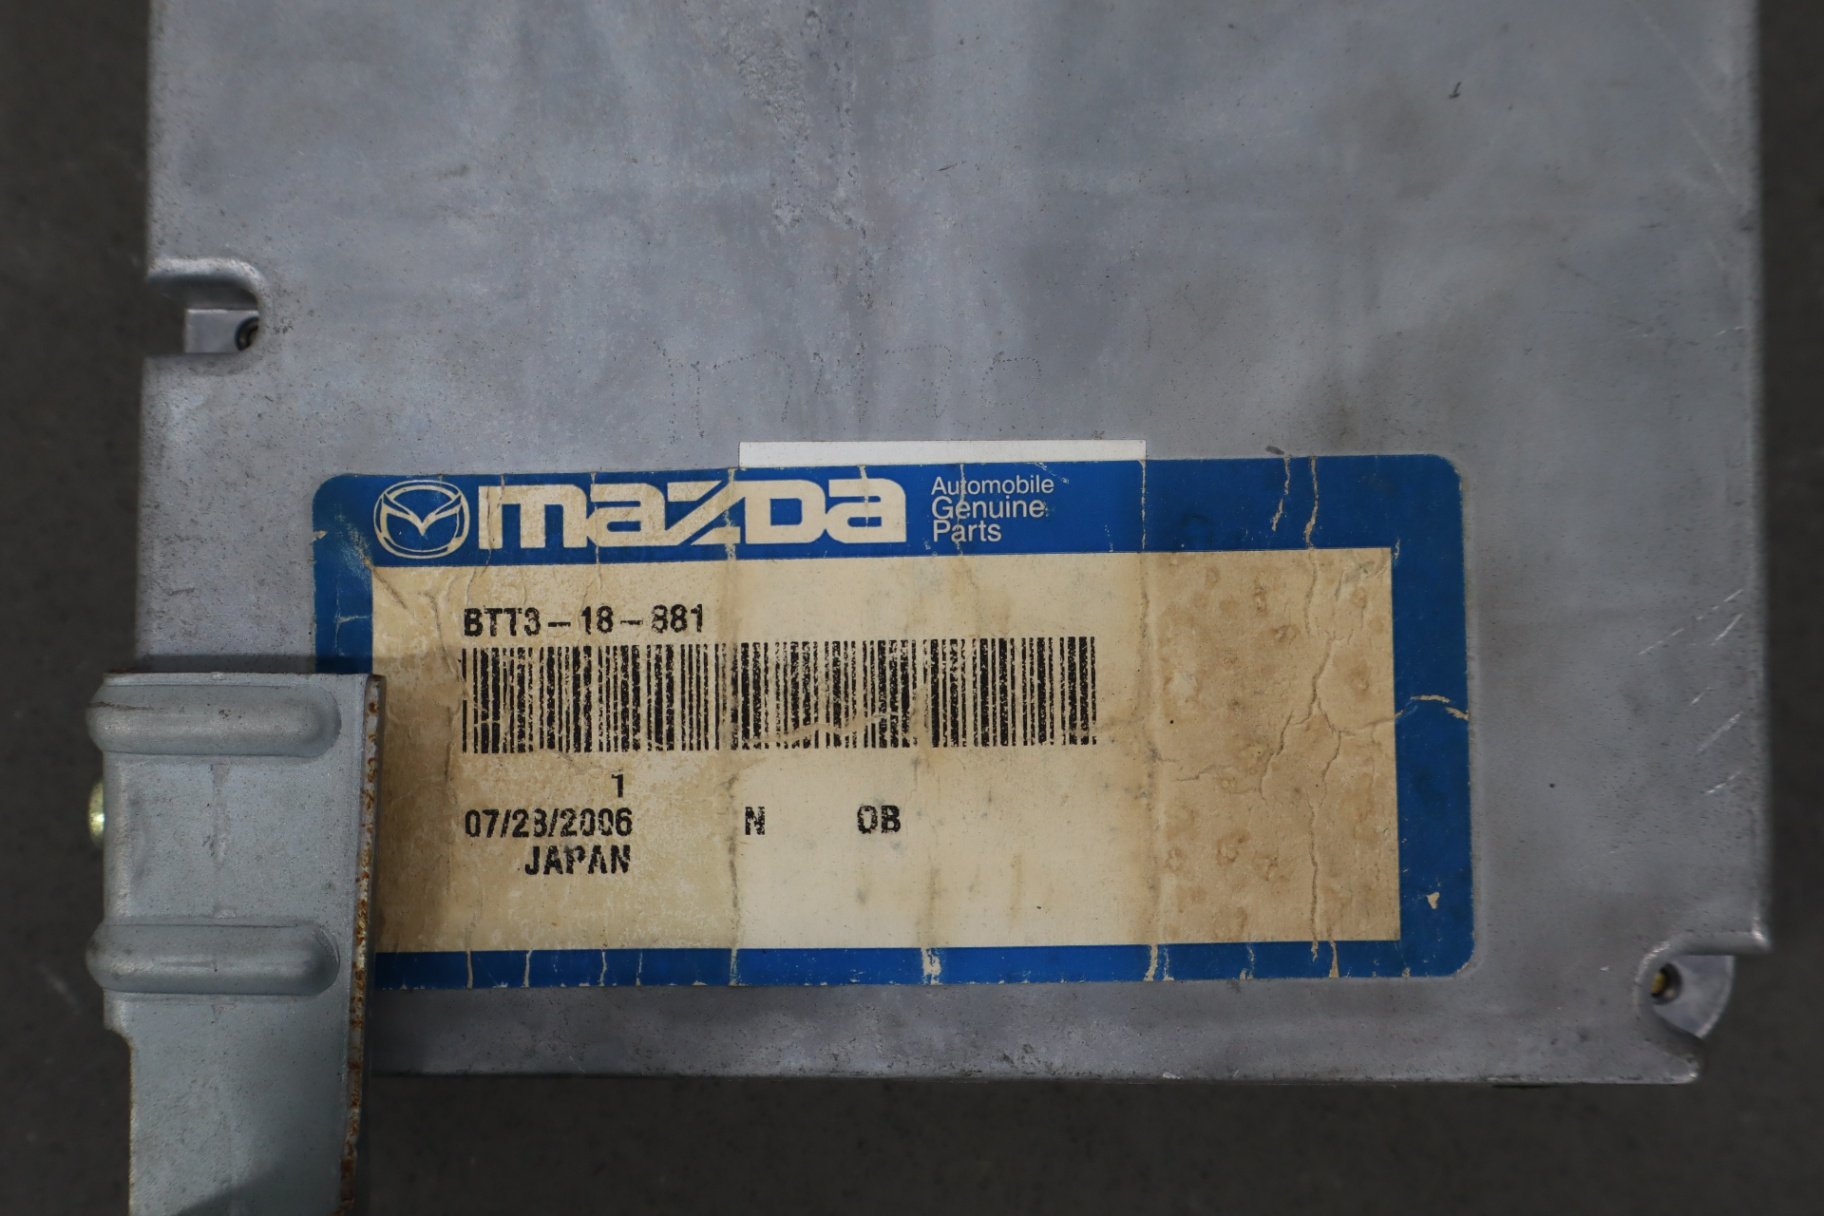 mazda Automobile
Genuine
Parts
BTT3-18-881
1
07/28/2006 N OB
JAPAN